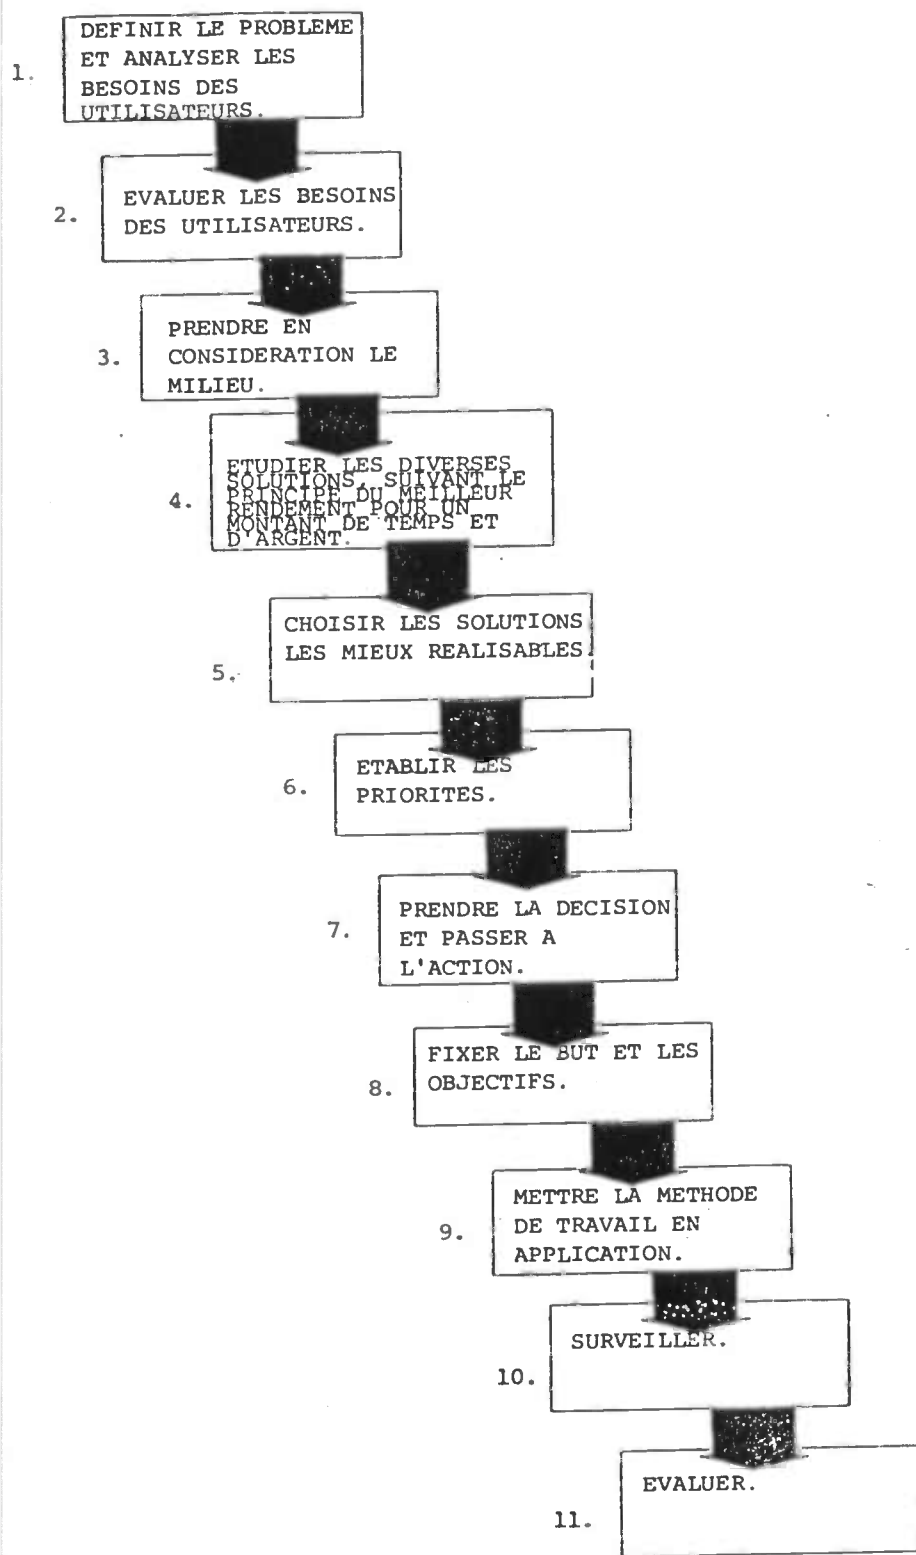 1.
DEFINIR LE PROBLEME
ET ANALYSER LES
BESOINS DES
UTILISATEURS.
2.
EVALUER LES BESOINS
DES UTILISATEURS.
3.
PRENDRE EN
CONSIDERATION LE
MILIEU.
4.
ETUDIER LES DIVERSES
SOLUTIONS, SUIVANT LE
PRINCIPE DU MEILLEUR
RENDEMENT POUR UN
MONTANT DE TEMPS ET
D'ARGENT.
5.
CHOISIR LES SOLUTIONS
LES MIEUX REALISABLES.
6.
ETABLIR LES
PRIORITES.
7.
PRENDRE LA DECISION
ET PASSER A
L'ACTION.
8.
FIXER LE BUT ET LES
OBJECTIFS.
9.
METTRE LA METHODE
DE TRAVAIL EN
APPLICATION.
10.
SURVEILLER.
11.
EVALUER.